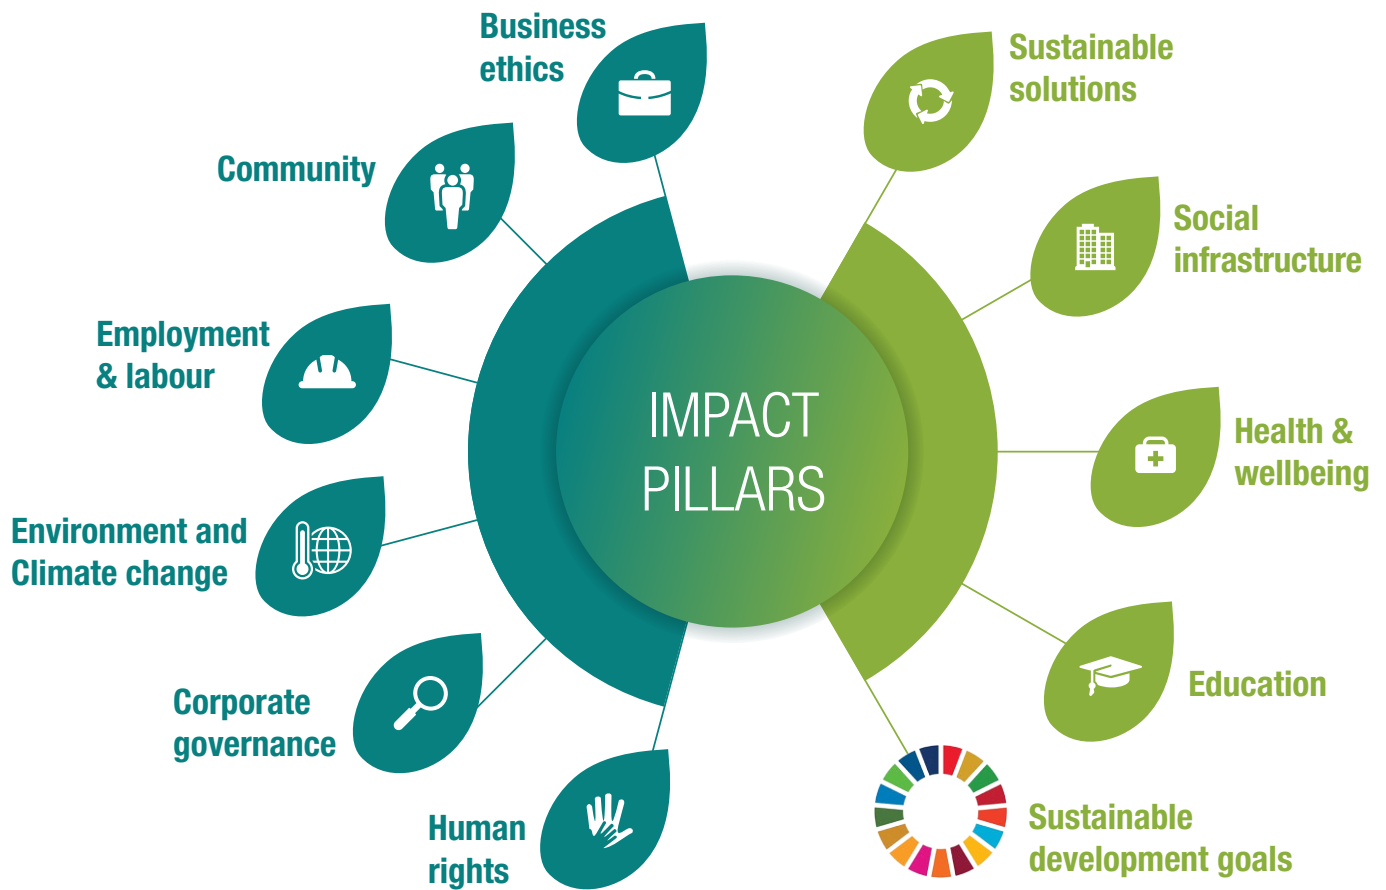 Business
ethics
Community
Employment
& labour
Environment and
Climate change
Corporate
governance
Human
rights
IMPACT
PILLARS
Sustainable
solutions
Social
infrastructure
Health &
wellbeing
Education
Sustainable
development goals